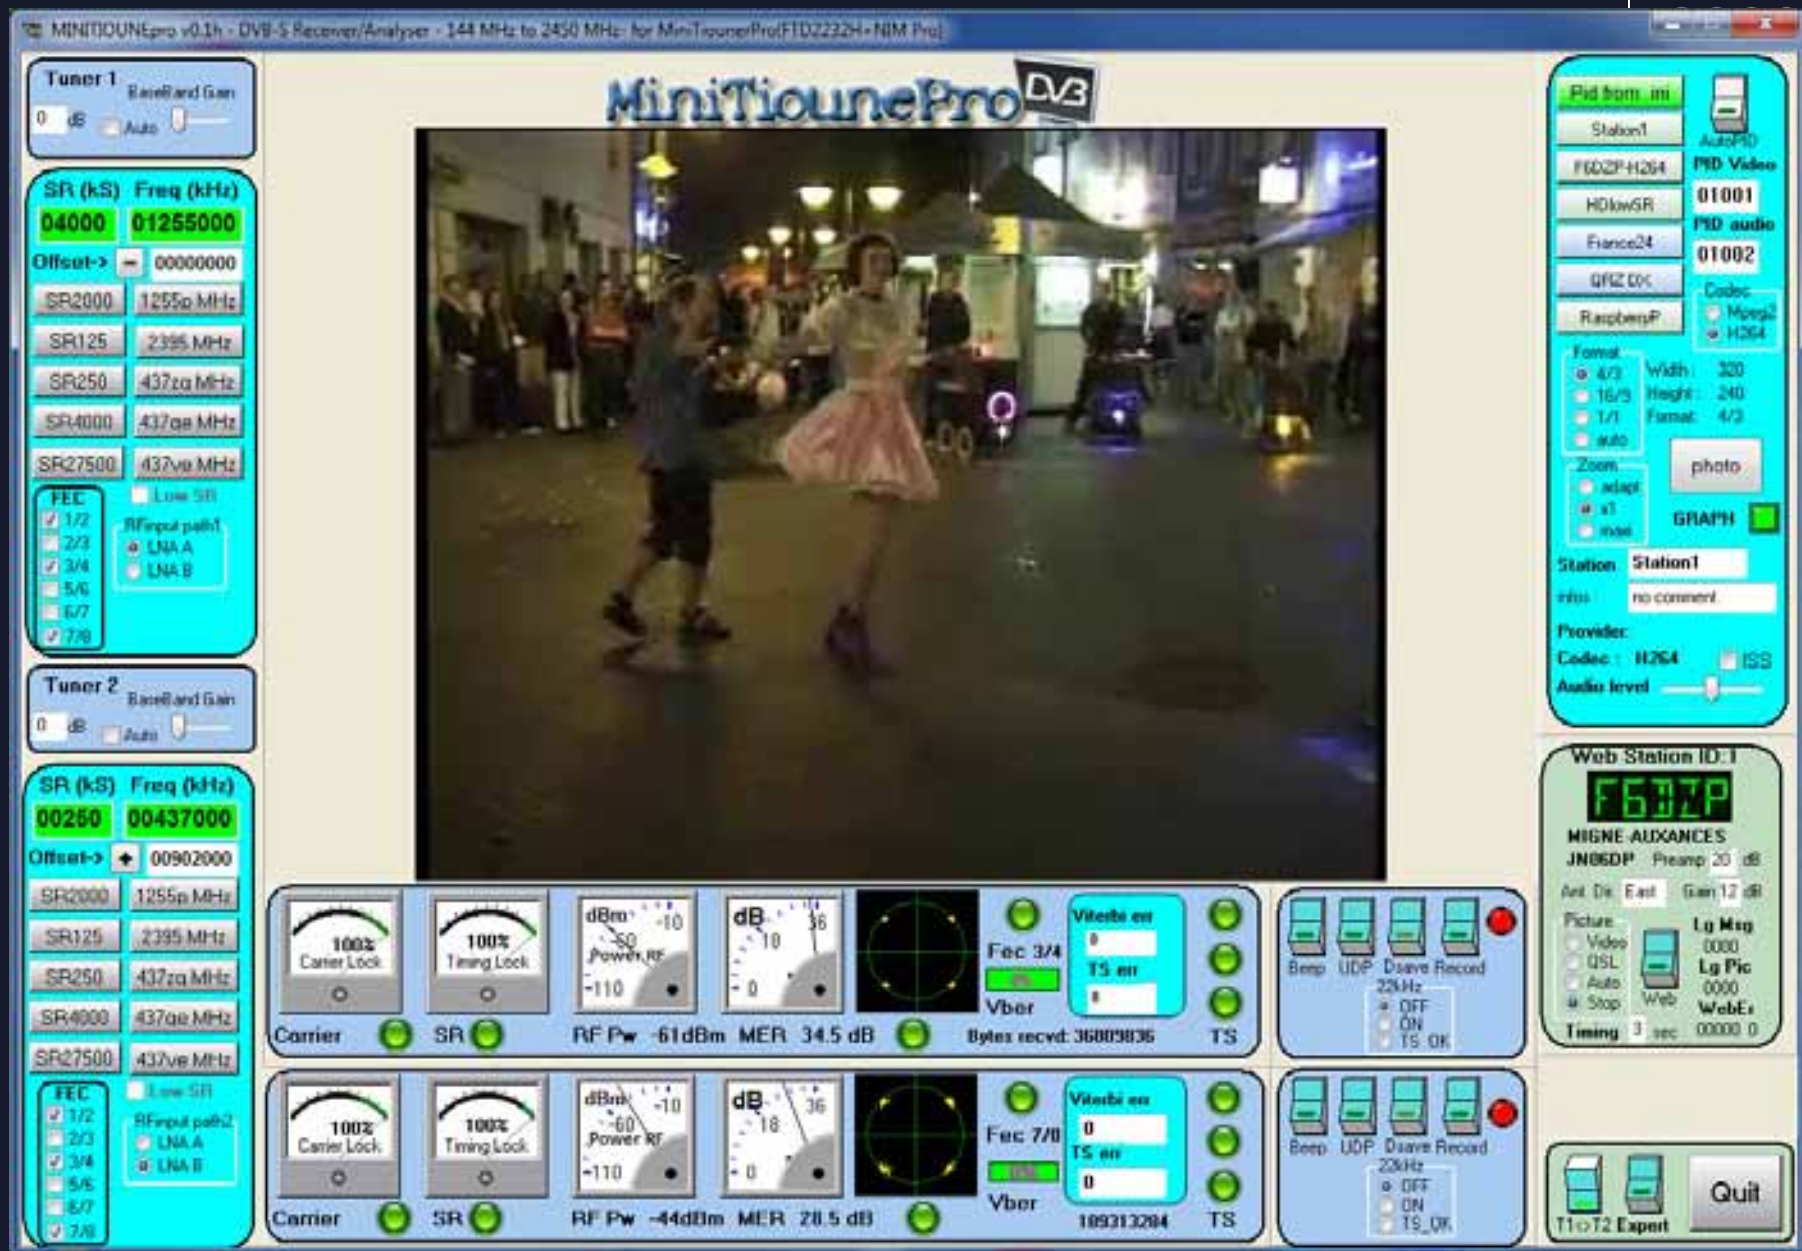 MINITIOUNEpro v0.1h - DVB-S Receiver/Analyser - 144 MHz to 2450 MHz- for MiniTiounerPro(FTD2232H+NIM Pro)
MiniTiounePro DVB
Tuner 1
BaseBand Gain
0 dB Auto
SR (kS) Freq (kHz)
04000 01255000
Offset-> - 00000000
SR2000 1255p MHz
SR125 2395 MHz
SR250 437zq MHz
SR4000 437qe MHz
SR27500 437ve MHz
FEC Low SR
1/2 RFinput path1
2/3 LNA A
3/4 LNA B
5/6
6/7
7/8
Tuner 2
BaseBand Gain
0 dB Auto
SR (kS) Freq (kHz)
00250 00437000
Offset-> + 00902000
SR2000 1255p MHz
SR125 2395 MHz
SR250 437zq MHz
SR4000 437qe MHz
SR27500 437ve MHz
FEC Low SR
1/2 RFinput path2
2/3 LNA A
3/4 LNA B
5/6
6/7
7/8
100%
Carrier Lock
100%
Timing Lock
dBm -10
-60
Power RF
-110
dB 36
18
0
Fec 3/4
Vber
Viterbi err
0
TS err
0
Carrier SR RF Pw -61dBm MER 34.5 dB Bytes recvd: 36009836 TS
100%
Carrier Lock
100%
Timing Lock
dBm -10
-60
Power RF
-110
dB 36
18
0
Fec 7/8
Vber
Viterbi err
0
TS err
0
Carrier SR RF Pw -44dBm MER 28.5 dB 109313204 TS
Beep UDP Dsave Record
22kHz
OFF
ON
TS_OK
Beep UDP Dsave Record
22kHz
OFF
ON
TS_OK
Pid from ini
Station1
F6DZP-H264
HDlowSR
France24
QRZ DX
RaspberryP
AutoPID
PID Video
01001
PID audio
01002
Codec
Mpeg2
H264
Format
4/3
16/9
1/1
auto
Width : 320
Height : 240
Format: 4/3
Zoom
adapt
x1
maxi
photo
GRAPH
Station Station1
infos no comment
Provider:
Codec : H264 ISS
Audio level
Web Station ID: 1
F6DZP
MIGNE-AUXANCES
JN06DP Preamp 20 dB
Ant. Dir. East Gain 12 dB
Picture
Video
QSL
Auto
Stop
Web
Lg Msg
0000
Lg Pic
0000
WebEr
00000 0
Timing 3 sec
T1<>T2 Expert
Quit